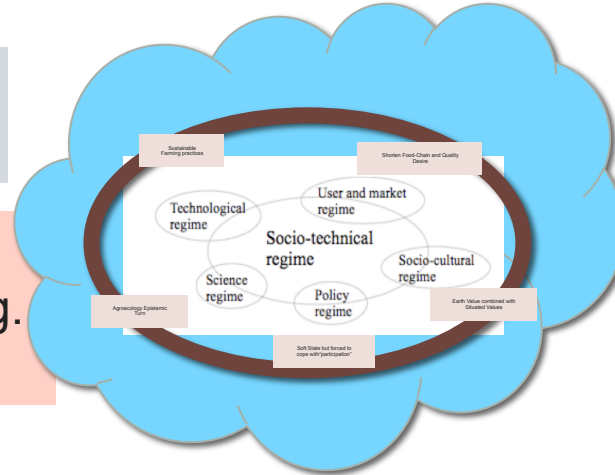 Sustainable
Farming practices
Shorten Food-Chain and Quality
Desire
User and market
regime
Technological
regime
Socio-technical
regime
Socio-cultural
regime
Science
regime
Policy
regime
Agroecology Epistemic
Turn
Earth Value combined with
Situated Values
Soft State but forced to
cope with"participation"
g.